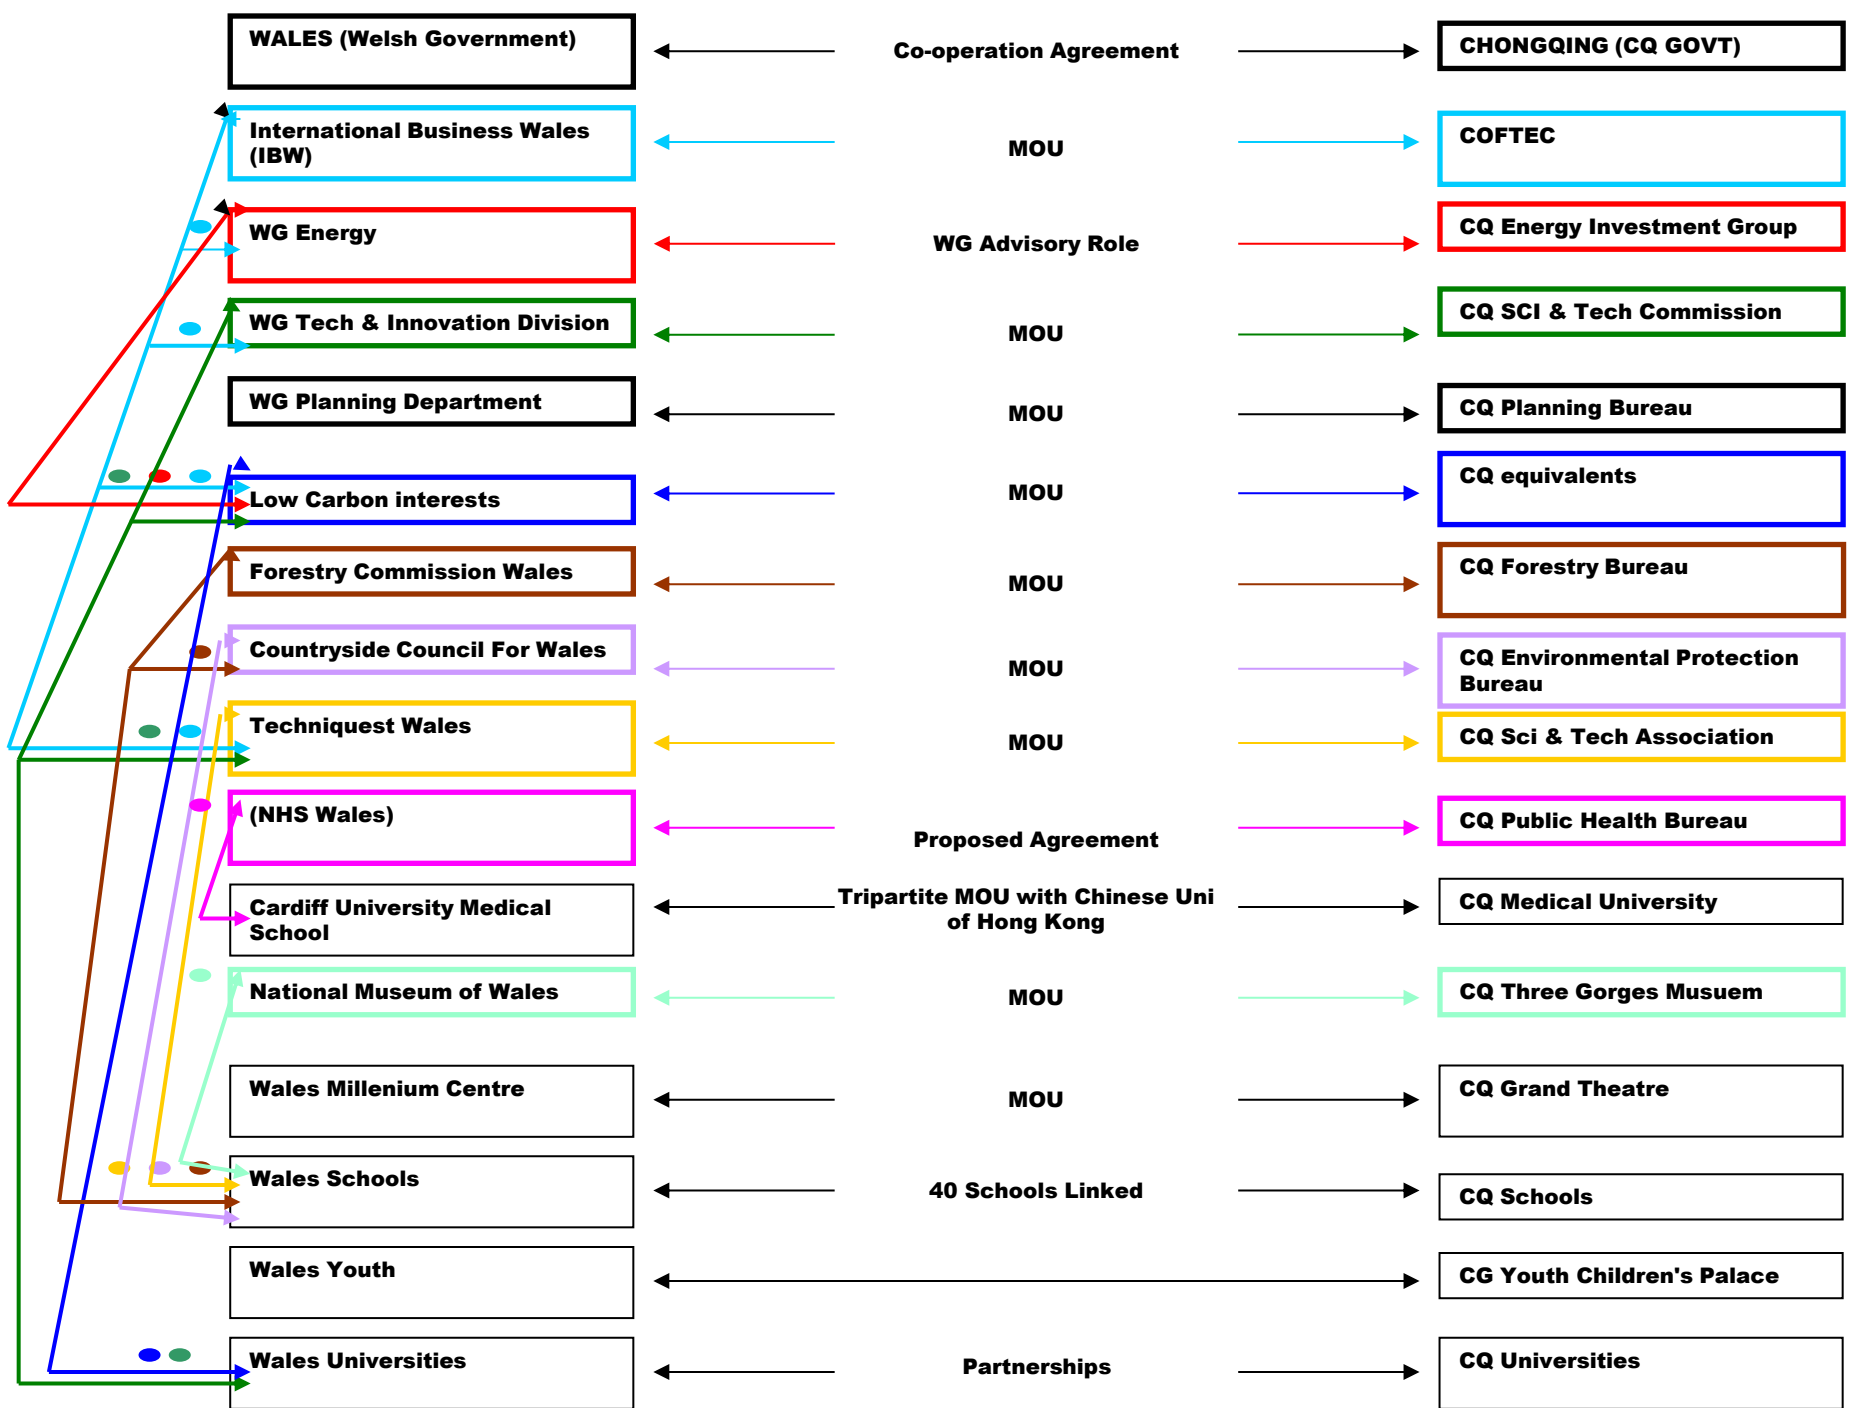 WALES (Welsh Government)
Co-operation Agreement
CHONGQING (CQ GOVT)
International Business Wales
(IBW)
MOU
COFTEC
WG Energy
WG Advisory Role
CQ Energy Investment Group
WG Tech & Innovation Division
MOU
CQ SCI & Tech Commission
WG Planning Department
MOU
CQ Planning Bureau
Low Carbon interests
MOU
CQ equivalents
Forestry Commission Wales
MOU
CQ Forestry Bureau
Countryside Council For Wales
MOU
CQ Environmental Protection
Bureau
Techniquest Wales
MOU
CQ Sci & Tech Association
(NHS Wales)
Proposed Agreement
CQ Public Health Bureau
Cardiff University Medical
School
Tripartite MOU with Chinese Uni
of Hong Kong
CQ Medical University
National Museum of Wales
MOU
CQ Three Gorges Musuem
Wales Millenium Centre
MOU
CQ Grand Theatre
Wales Schools
40 Schools Linked
CQ Schools
Wales Youth
CG Youth Children's Palace
Wales Universities
Partnerships
CQ Universities